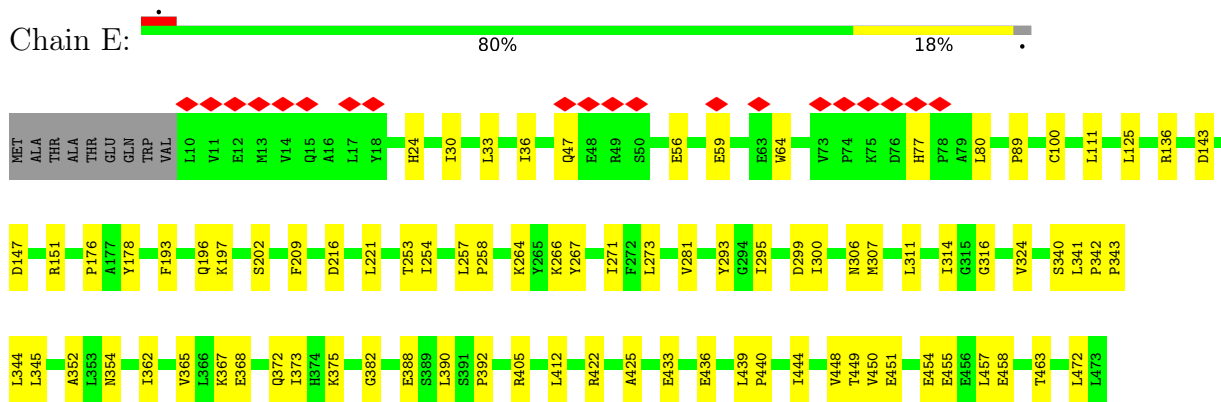 Chain E:
80% 18%
MET ALA THR ALA THR GLU GLN TRP VAL L10 V11 E12 M13 V14 Q15 A16 L17 Y18 H24 I30 L33 I36 Q47 E48 R49 S50 E56 E59 E63 W64 V73 P74 K75 D76 H77 P78 A79 L80 P89 C100 L111 L125 R136 D143
D147 R151 P176 A177 Y178 F193 Q196 K197 S202 F209 D216 L221 T253 I254 L257 P258 K264 Y265 K266 Y267 I271 F272 L273 V281 Y293 G294 I295 D299 I300 N306 M307 L311 I314 G315 G316 V324 S340 L341 P342 P343
L344 L345 A352 L353 N354 I362 V365 L366 K367 E368 Q372 I373 H374 K375 G382 E388 S389 L390 S391 P392 R405 L412 R422 A425 E433 E436 L439 P440 I444 V448 T449 V450 E451 E454 E455 E456 L457 E458 T463 L472 L473